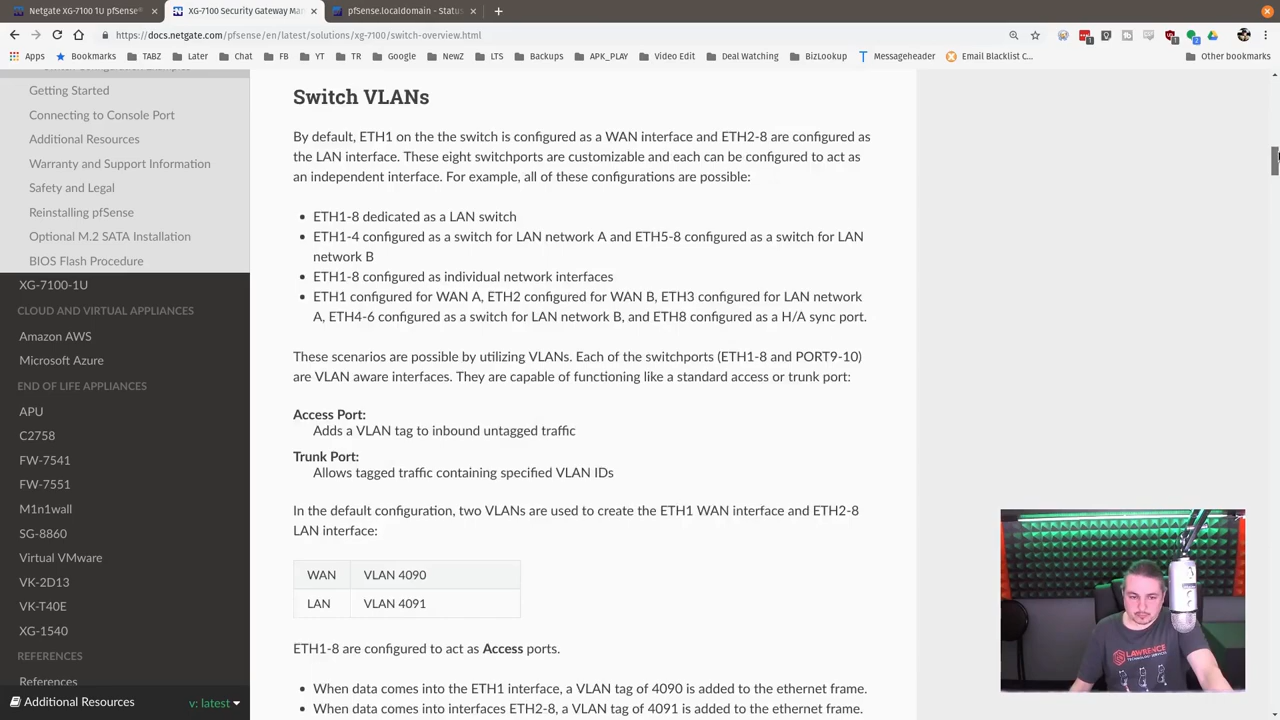 Netgate XG-7100 1U pfSense®
XG-7100 Security Gateway Man
pfSense.localdomain - Status
https://docs.netgate.com/pfsense/en/latest/solutions/xg-7100/switch-overview.html
Apps
Bookmarks
TABZ
Later
Chat
FB
YT
TR
Google
NewZ
LTS
Backups
APK_PLAY
Video Edit
Deal Watching
BizLookup
Messageheader
Email Blacklist C...
Other bookmarks
Getting Started
Connecting to Console Port
Additional Resources
Warranty and Support Information
Safety and Legal
Reinstalling pfSense
Optional M.2 SATA Installation
BIOS Flash Procedure
XG-7100-1U
CLOUD AND VIRTUAL APPLIANCES
Amazon AWS
Microsoft Azure
END OF LIFE APPLIANCES
APU
C2758
FW-7541
FW-7551
M1n1wall
SG-8860
Virtual VMware
VK-2D13
VK-T40E
XG-1540
REFERENCES
References
Additional Resources
v: latest
Switch VLANs
By default, ETH1 on the the switch is configured as a WAN interface and ETH2-8 are configured as
the LAN interface. These eight switchports are customizable and each can be configured to act as
an independent interface. For example, all of these configurations are possible:
• ETH1-8 dedicated as a LAN switch
• ETH1-4 configured as a switch for LAN network A and ETH5-8 configured as a switch for LAN
network B
• ETH1-8 configured as individual network interfaces
• ETH1 configured for WAN A, ETH2 configured for WAN B, ETH3 configured for LAN network
A, ETH4-6 configured as a switch for LAN network B, and ETH8 configured as a H/A sync port.
These scenarios are possible by utilizing VLANs. Each of the switchports (ETH1-8 and PORT9-10)
are VLAN aware interfaces. They are capable of functioning like a standard access or trunk port:
Access Port:
Adds a VLAN tag to inbound untagged traffic
Trunk Port:
Allows tagged traffic containing specified VLAN IDs
In the default configuration, two VLANs are used to create the ETH1 WAN interface and ETH2-8
LAN interface:
WAN VLAN 4090
LAN VLAN 4091
ETH1-8 are configured to act as Access ports.
• When data comes into the ETH1 interface, a VLAN tag of 4090 is added to the ethernet frame.
• When data comes into interfaces ETH2-8, a VLAN tag of 4091 is added to the ethernet frame.
LAWRENCE